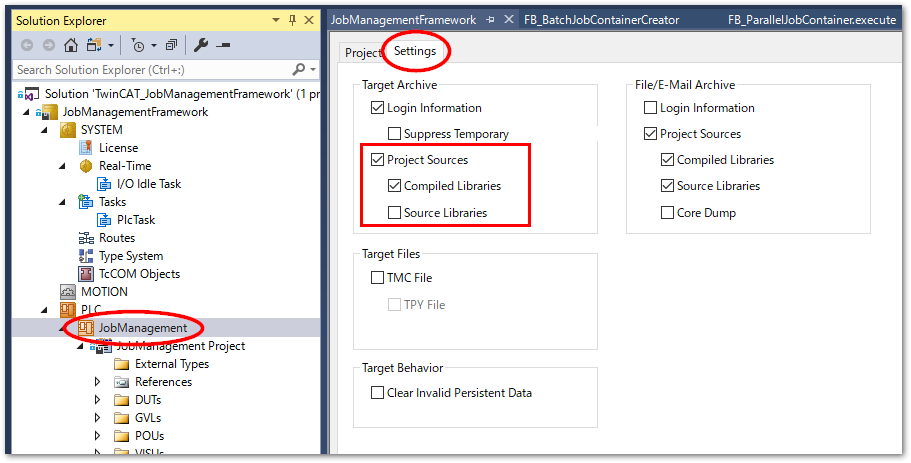 Solution Explorer
Search Solution Explorer (Ctrl+:)
Solution 'TwinCAT_JobManagementFramework' (1 pr
JobManagementFramework
SYSTEM
License
Real-Time
I/O Idle Task
Tasks
PlcTask
Routes
Type System
TcCOM Objects
MOTION
PLC
JobManagement
JobManagement Project
External Types
References
DUTs
GVLs
POUs
VISUs
JobManagementFramework
FB_BatchJobContainerCreator
FB_ParallelJobContainer.execute
Project
Settings
Target Archive
Login Information
Suppress Temporary
Project Sources
Compiled Libraries
Source Libraries
Target Files
TMC File
TPY File
Target Behavior
Clear Invalid Persistent Data
File/E-Mail Archive
Login Information
Project Sources
Compiled Libraries
Source Libraries
Core Dump